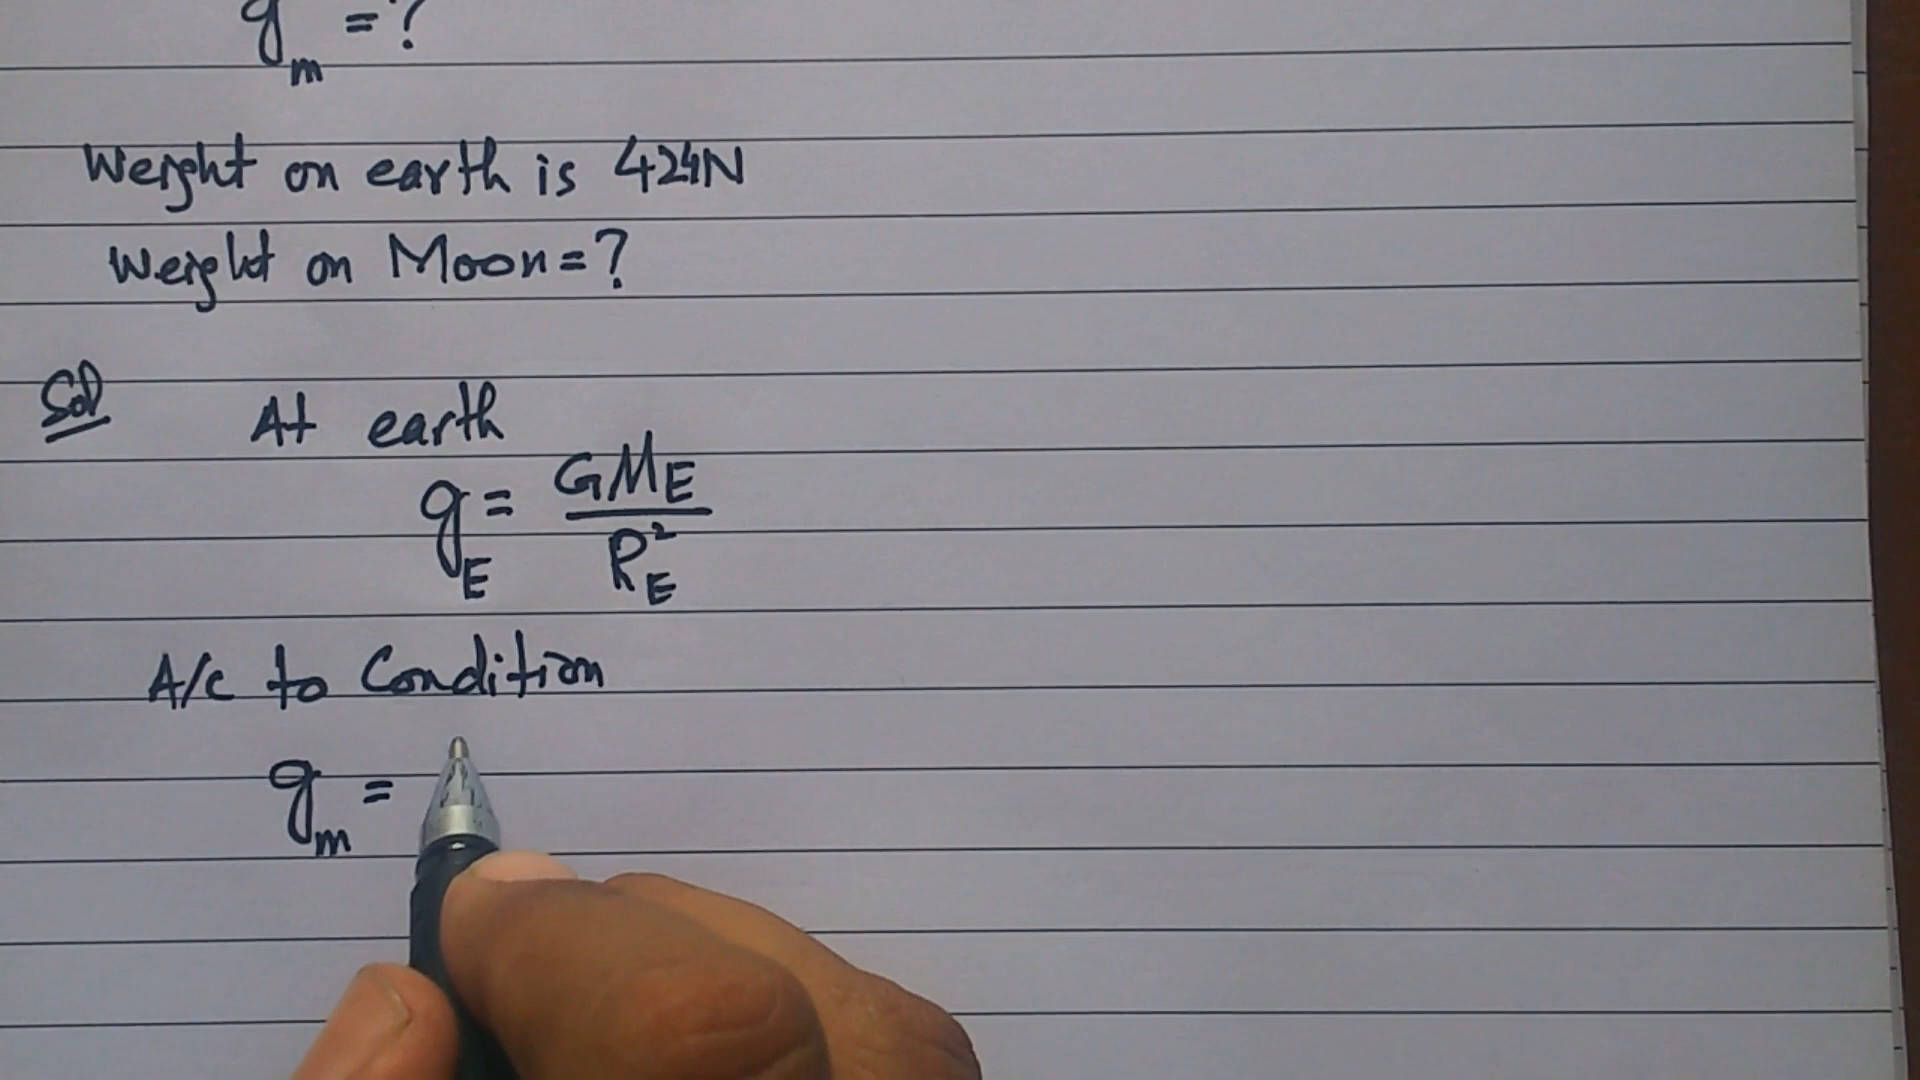 g_m = ?
Weight on earth is 424N
Weight on Moon = ?
Sol At earth
g_E = GM_E / R_E^2
A/c to Condition
g_m =